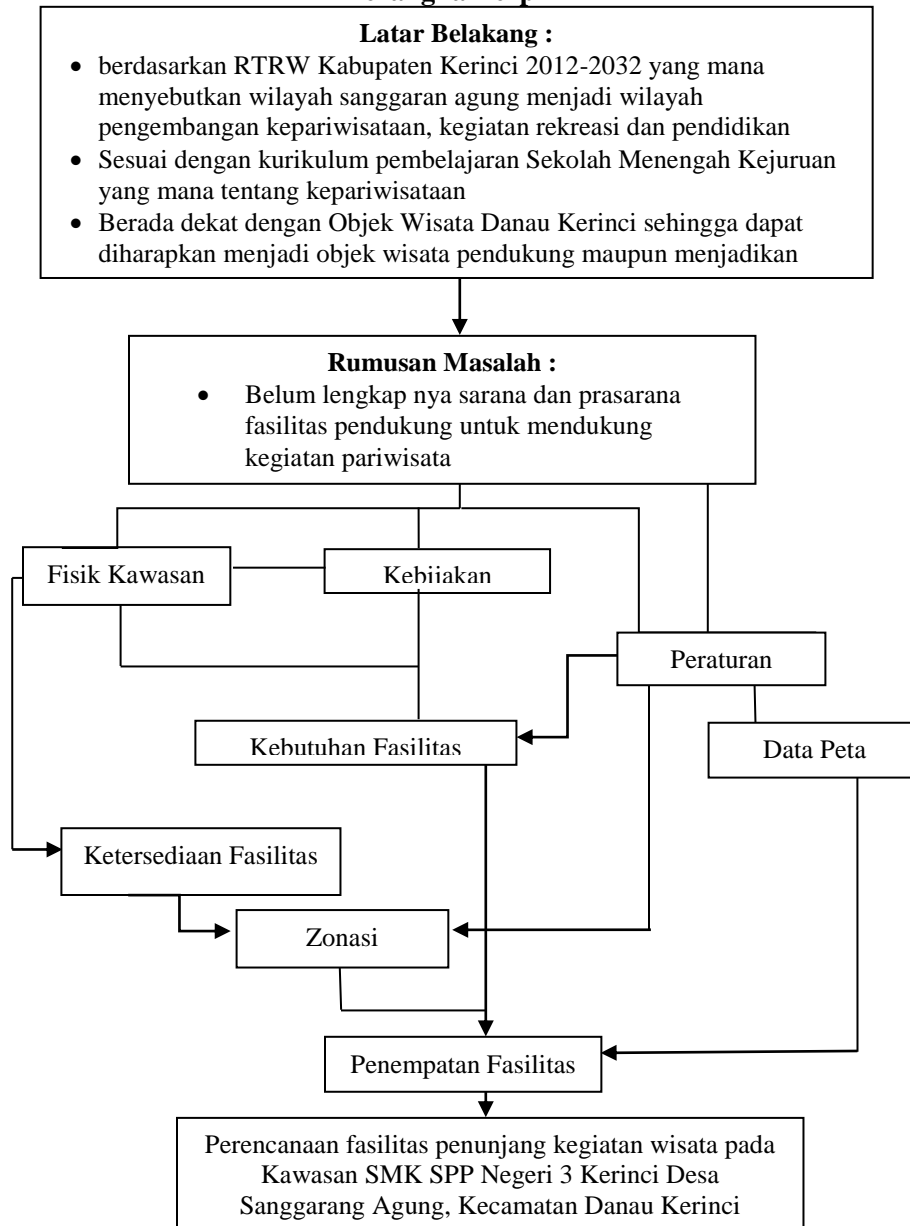 Latar Belakang :
• berdasarkan RTRW Kabupaten Kerinci 2012-2032 yang mana
menyebutkan wilayah sanggaran agung menjadi wilayah
pengembangan kepariwisataan, kegiatan rekreasi dan pendidikan
• Sesuai dengan kurikulum pembelajaran Sekolah Menengah Kejuruan
yang mana tentang kepariwisataan
• Berada dekat dengan Objek Wisata Danau Kerinci sehingga dapat
diharapkan menjadi objek wisata pendukung maupun menjadikan
Rumusan Masalah :
• Belum lengkap nya sarana dan prasarana
fasilitas pendukung untuk mendukung
kegiatan pariwisata
Fisik Kawasan
Kebijakan
Peraturan
Kebutuhan Fasilitas
Data Peta
Ketersediaan Fasilitas
Zonasi
Penempatan Fasilitas
Perencanaan fasilitas penunjang kegiatan wisata pada
Kawasan SMK SPP Negeri 3 Kerinci Desa
Sanggarang Agung, Kecamatan Danau Kerinci